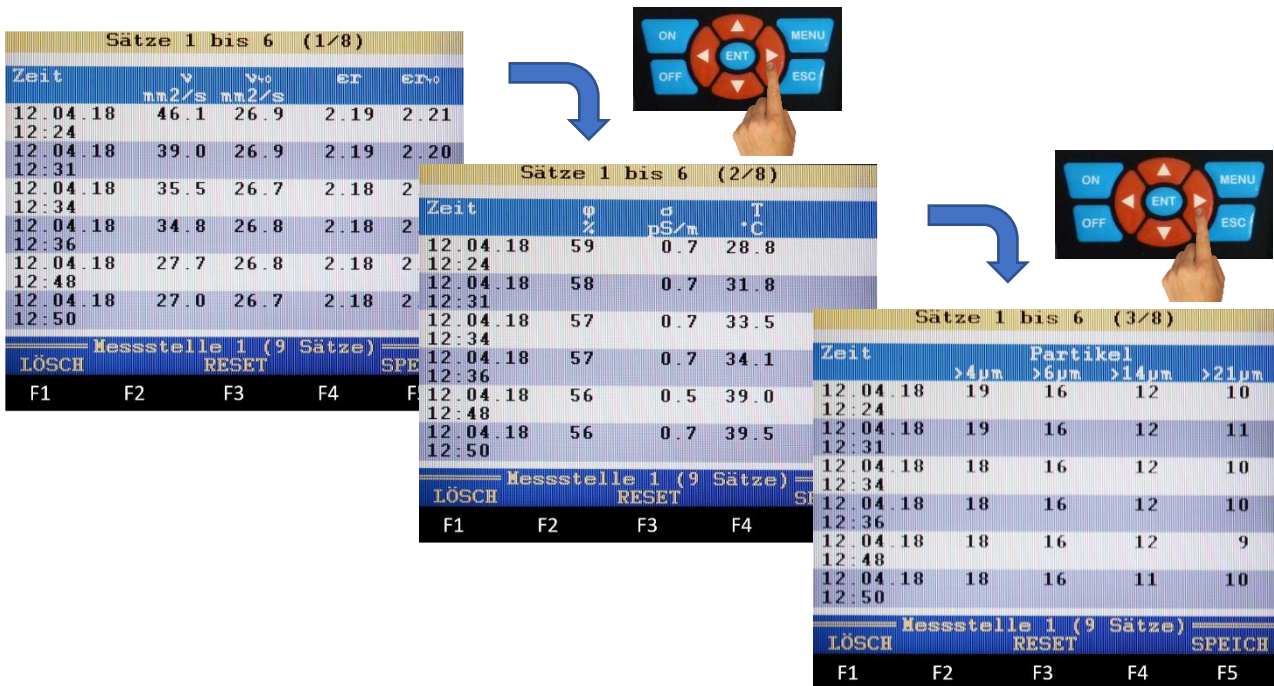 Sätze 1 bis 6 (1/8)
Zeit ν ν40 εr εr40
mm2/s mm2/s
12.04.18 46.1 26.9 2.19 2.21
12:24
12.04.18 39.0 26.9 2.19 2.20
12:31
12.04.18 35.5 26.7 2.18 2
12:34
12.04.18 34.8 26.8 2.18 2
12:36
12.04.18 27.7 26.8 2.18 2.
12:48
12.04.18 27.0 26.7 2.18 2.
12:50
Messstelle 1 (9 Sätze)
LÖSCH RESET SPE
F1 F2 F3 F4 F
ON MENU
ENT
OFF ESC
Sätze 1 bis 6 (2/8)
Zeit φ σ T
% pS/m °C
12.04.18 59 0.7 28.8
12:24
12.04.18 58 0.7 31.8
12:31
12.04.18 57 0.7 33.5
12:34
12.04.18 57 0.7 34.1
12:36
12.04.18 56 0.5 39.0
12:48
12.04.18 56 0.7 39.5
12:50
Messstelle 1 (9 Sätze)
LÖSCH RESET SP
F1 F2 F3 F4
ON MENU
ENT
OFF ESC
Sätze 1 bis 6 (3/8)
Zeit Partikel
>4µm >6µm >14µm >21µm
12.04.18 19 16 12 10
12:24
12.04.18 19 16 12 11
12:31
12.04.18 18 16 12 10
12:34
12.04.18 18 16 12 10
12:36
12.04.18 18 16 12 9
12:48
12.04.18 18 16 11 10
12:50
Messstelle 1 (9 Sätze)
LÖSCH RESET SPEICH
F1 F2 F3 F4 F5